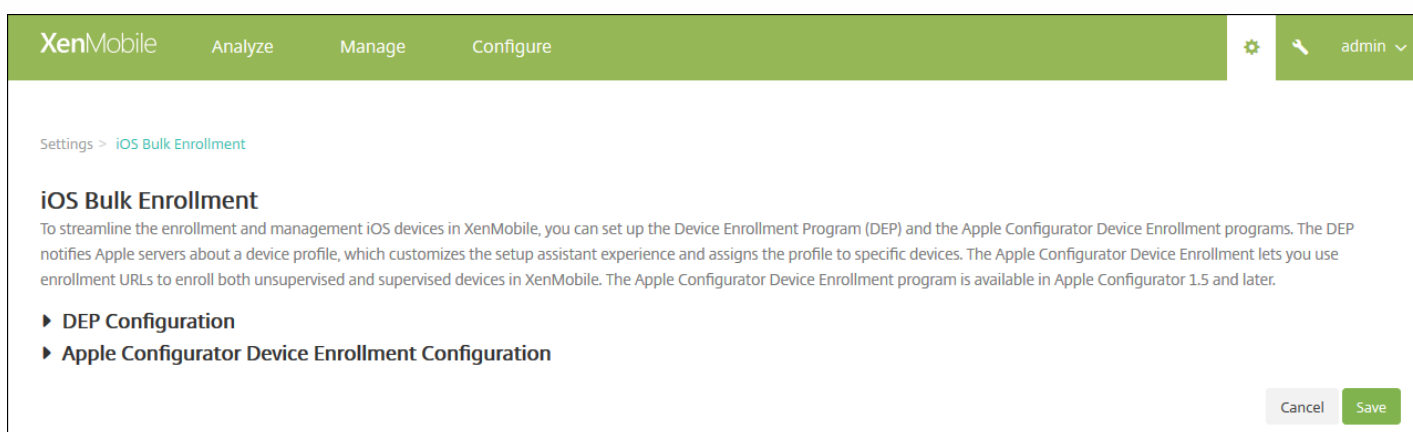 XenMobile Analyze Manage Configure admin
Settings > iOS Bulk Enrollment
iOS Bulk Enrollment
To streamline the enrollment and management iOS devices in XenMobile, you can set up the Device Enrollment Program (DEP) and the Apple Configurator Device Enrollment programs. The DEP
notifies Apple servers about a device profile, which customizes the setup assistant experience and assigns the profile to specific devices. The Apple Configurator Device Enrollment lets you use
enrollment URLs to enroll both unsupervised and supervised devices in XenMobile. The Apple Configurator Device Enrollment program is available in Apple Configurator 1.5 and later.
DEP Configuration
Apple Configurator Device Enrollment Configuration
Cancel Save